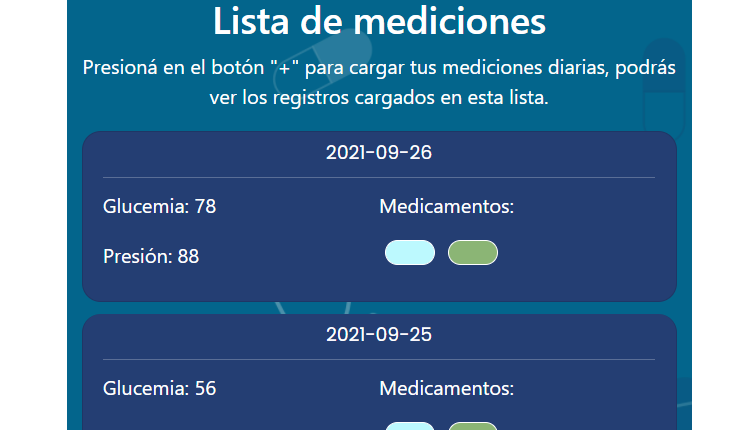 Lista de mediciones
Presioná en el botón "+" para cargar tus mediciones diarias, podrás
ver los registros cargados en esta lista.
2021-09-26
Glucemia: 78
Medicamentos:
Presión: 88
2021-09-25
Glucemia: 56
Medicamentos: